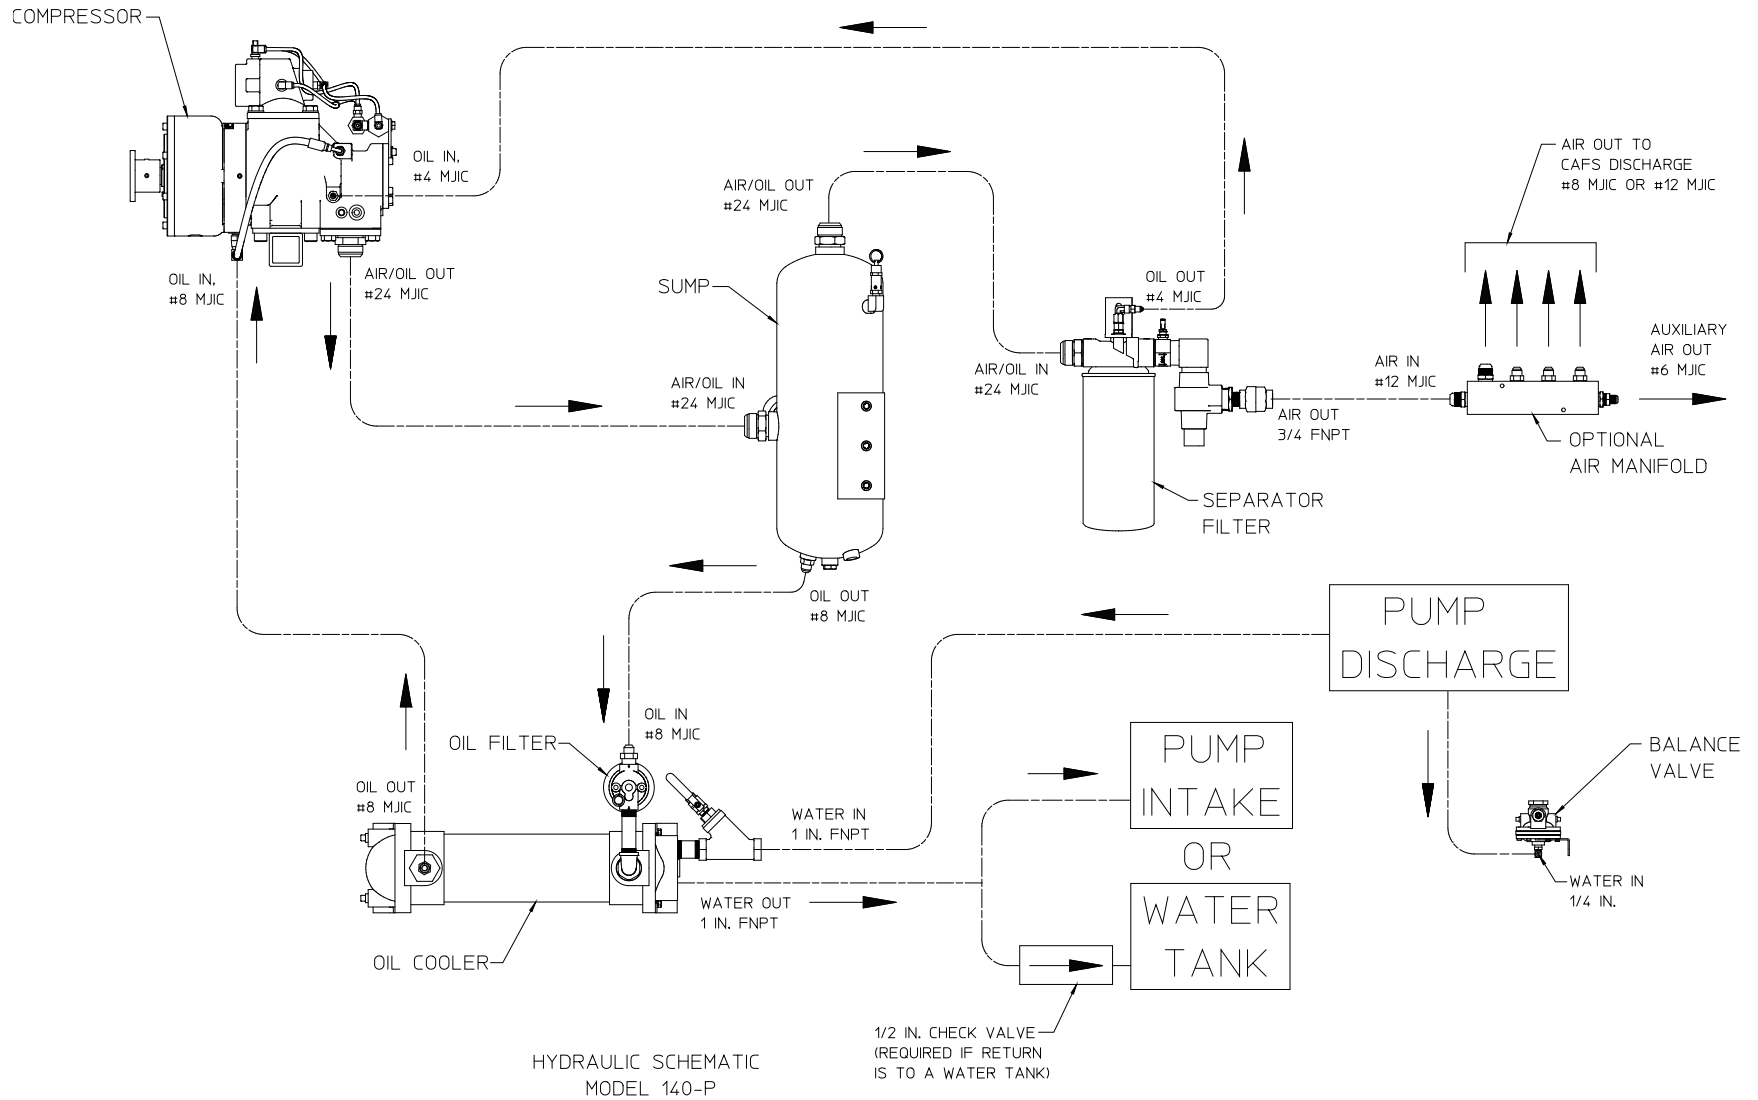 COMPRESSOR
OIL IN,
#4 MJIC
OIL IN,
#8 MJIC
AIR/OIL OUT
#24 MJIC
AIR/OIL OUT
#24 MJIC
SUMP
AIR/OIL IN
#24 MJIC
OIL OUT
#8 MJIC
OIL OUT
#4 MJIC
AIR/OIL IN
#24 MJIC
AIR OUT
3/4 FNPT
SEPARATOR
FILTER
AIR OUT TO
CAFS DISCHARGE
#8 MJIC OR #12 MJIC
AIR IN
#12 MJIC
AUXILIARY
AIR OUT
#6 MJIC
OPTIONAL
AIR MANIFOLD
PUMP
DISCHARGE
OIL IN
#8 MJIC
OIL FILTER
OIL OUT
#8 MJIC
WATER IN
1 IN. FNPT
WATER OUT
1 IN. FNPT
OIL COOLER
PUMP
INTAKE
OR
WATER
TANK
BALANCE
VALVE
WATER IN
1/4 IN.
1/2 IN. CHECK VALVE
(REQUIRED IF RETURN
IS TO A WATER TANK)
HYDRAULIC SCHEMATIC
MODEL 140-P